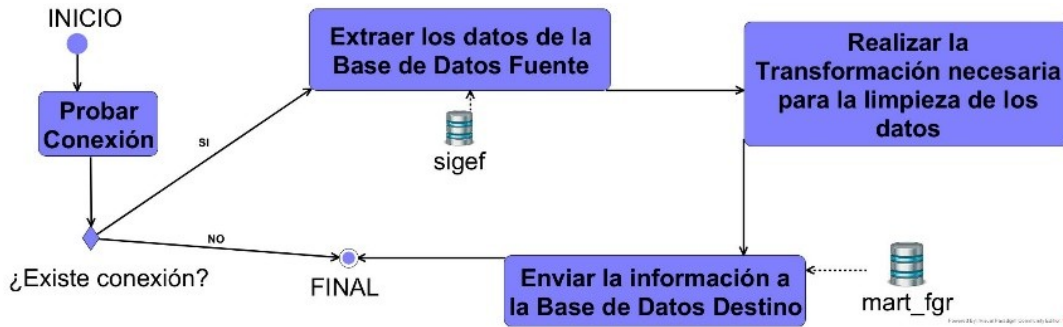 INICIO
Probar
Conexión
¿Existe conexión?
SI
NO
Extraer los datos de la
Base de Datos Fuente
sigef
Realizar la
Transformación necesaria
para la limpieza de los
datos
Enviar la información a
la Base de Datos Destino
mart_fgr
FINAL